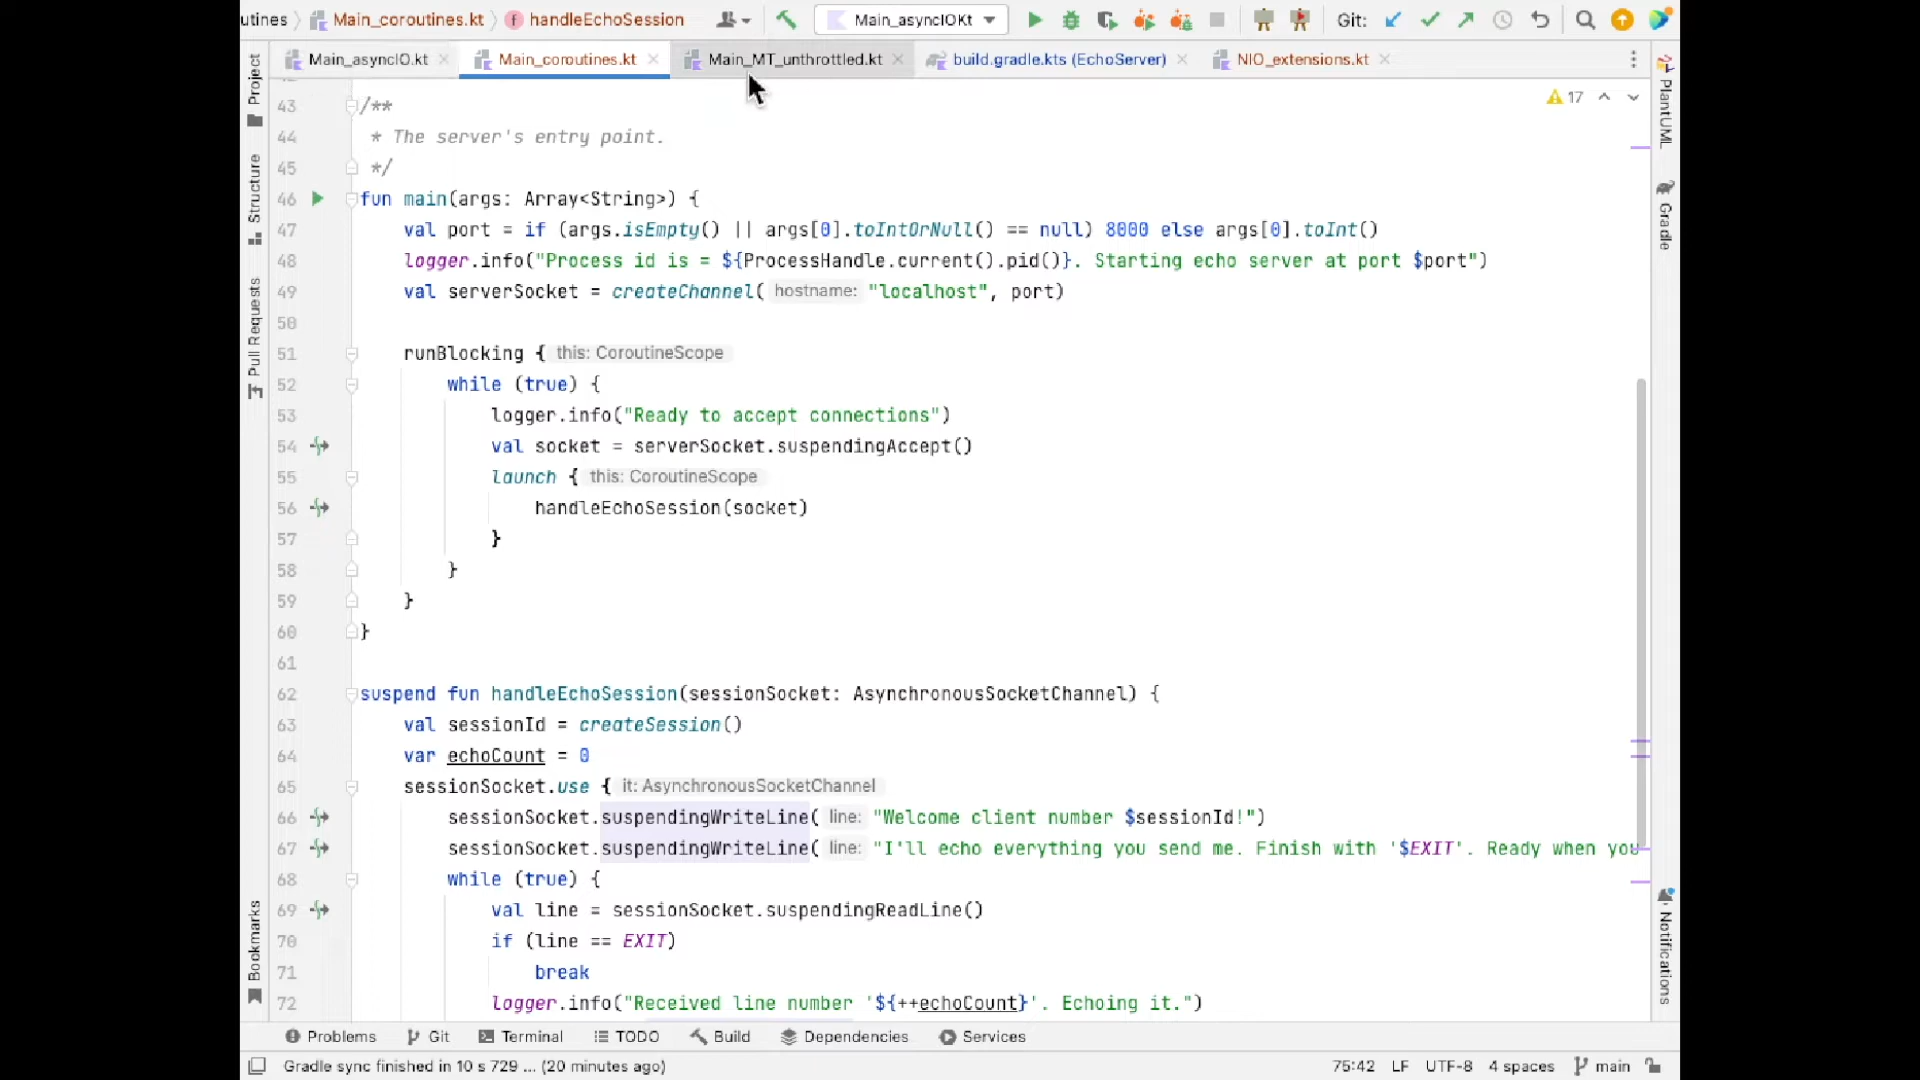 utines Main_coroutines.kt handleEchoSession Main_asyncIOKt Git:
Main_asyncIO.kt Main_coroutines.kt Main_MT_unthrottled.kt build.gradle.kts (EchoServer) NIO_extensions.kt
Project
Structure
Pull Requests
Bookmarks
17
43 /**
44 * The server's entry point.
45 */
46 fun main(args: Array<String>) {
47 val port = if (args.isEmpty() || args[0].toIntOrNull() == null) 8000 else args[0].toInt()
48 logger.info("Process id is = ${ProcessHandle.current().pid()}. Starting echo server at port $port")
49 val serverSocket = createChannel( hostname: "localhost", port)
50
51 runBlocking { this: CoroutineScope
52 while (true) {
53 logger.info("Ready to accept connections")
54 val socket = serverSocket.suspendingAccept()
55 launch { this: CoroutineScope
56 handleEchoSession(socket)
57 }
58 }
59 }
60 }
61
62 suspend fun handleEchoSession(sessionSocket: AsynchronousSocketChannel) {
63 val sessionId = createSession()
64 var echoCount = 0
65 sessionSocket.use { it: AsynchronousSocketChannel
66 sessionSocket.suspendingWriteLine( line: "Welcome client number $sessionId!")
67 sessionSocket.suspendingWriteLine( line: "I'll echo everything you send me. Finish with '$EXIT'. Ready when you
68 while (true) {
69 val line = sessionSocket.suspendingReadLine()
70 if (line == EXIT)
71 break
72 logger.info("Received line number '${++echoCount}'. Echoing it.")
PlantUML
Gradle
Notifications
Problems Git Terminal TODO Build Dependencies Services
Gradle sync finished in 10 s 729 ... (20 minutes ago) 75:42 LF UTF-8 4 spaces main